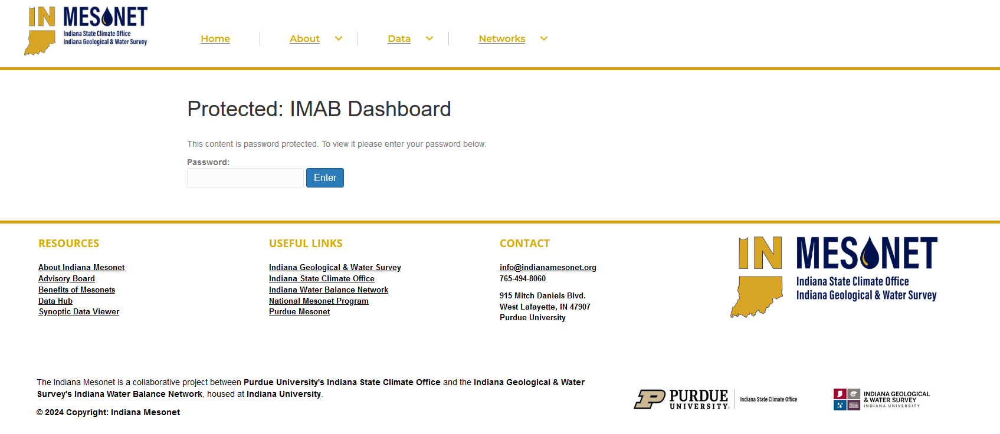 IN MESONET
Indiana State Climate Office
Indiana Geological & Water Survey
Home
About
Data
Networks
Protected: IMAB Dashboard
This content is password protected. To view it please enter your password below:
Password:
Enter
RESOURCES
About Indiana Mesonet
Advisory Board
Benefits of Mesonets
Data Hub
Synoptic Data Viewer
USEFUL LINKS
Indiana Geological & Water Survey
Indiana State Climate Office
Indiana Water Balance Network
National Mesonet Program
Purdue Mesonet
CONTACT
info@indianamesonet.org
765-494-8060
915 Mitch Daniels Blvd.
West Lafayette, IN 47907
Purdue University
IN MESONET
Indiana State Climate Office
Indiana Geological & Water Survey
The Indiana Mesonet is a collaborative project between Purdue University's Indiana State Climate Office and the Indiana Geological & Water
Survey's Indiana Water Balance Network, housed at Indiana University.
© 2024 Copyright: Indiana Mesonet
P PURDUE
UNIVERSITY®
Indiana State Climate Office
INDIANA GEOLOGICAL
& WATER SURVEY
INDIANA UNIVERSITY